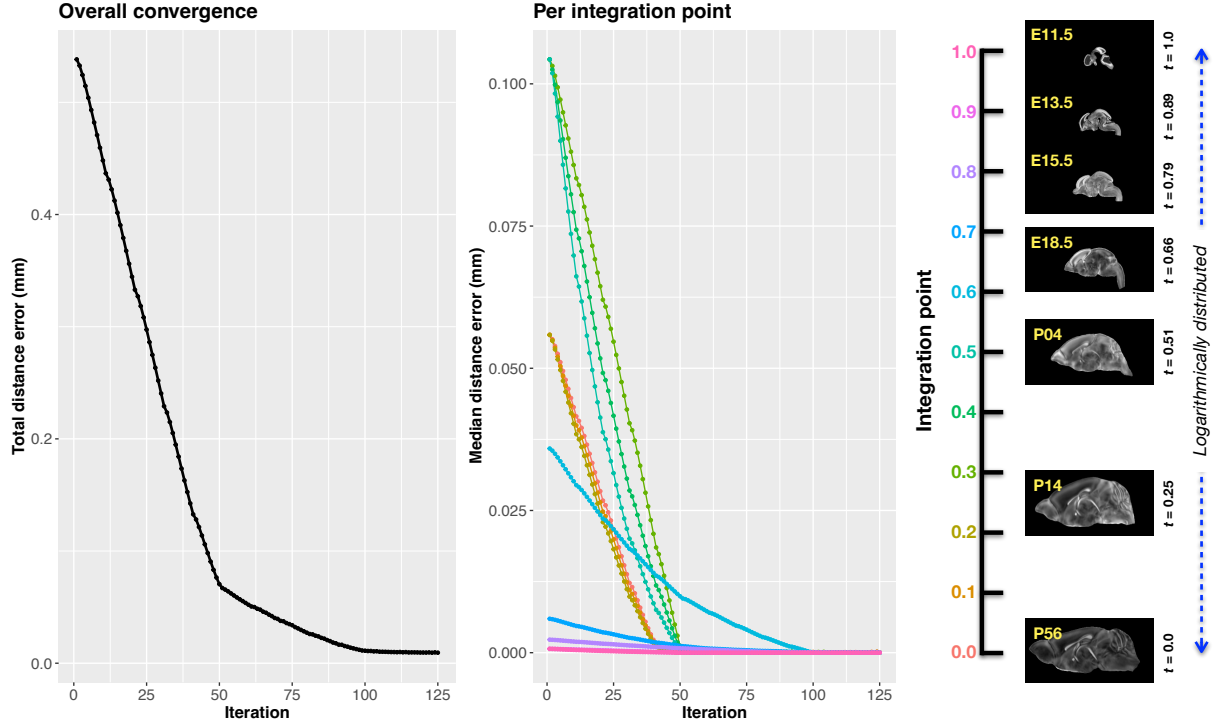 Overall convergence
Total distance error (mm)
0.4
0.2
0.0
0
25
50
75
100
125
Iteration
Per integration point
Median distance error (mm)
0.100
0.075
0.050
0.025
0.000
0
25
50
75
100
125
Iteration
Integration point
1.0
0.9
0.8
0.7
0.6
0.5
0.4
0.3
0.2
0.1
0.0
E11.5
t = 1.0
E13.5
t = 0.89
E15.5
t = 0.79
E18.5
t = 0.66
P04
t = 0.51
P14
t = 0.25
P56
t = 0.0
Logarithmically distributed